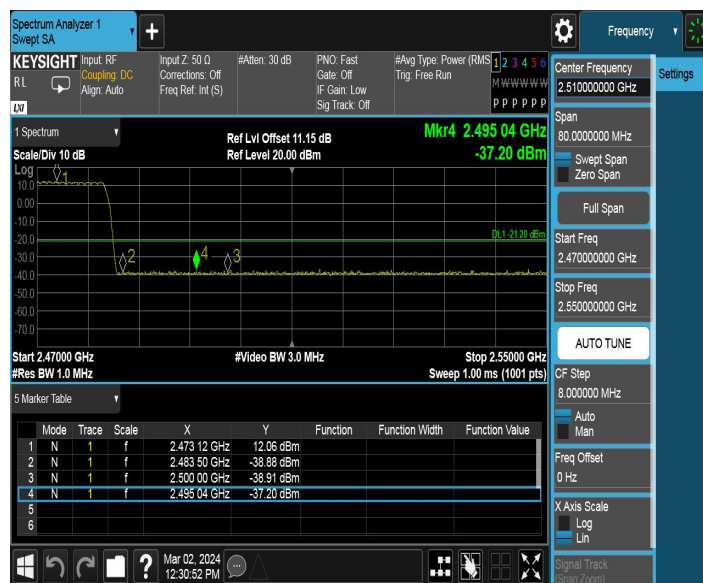 Spectrum Analyzer 1
Swept SA
+
Frequency
KEYSIGHT
RL
LXI
Input: RF
Coupling: DC
Align: Auto
Input Z: 50 Ω
Corrections: Off
Freq Ref: Int (S)
#Atten: 30 dB
PNO: Fast
Gate: Off
IF Gain: Low
Sig Track: Off
#Avg Type: Power (RMS
Trig: Free Run
1 2 3 4 5 6
M W W W W W
P P P P P P
1 Spectrum
Scale/Div 10 dB
Ref Lvl Offset 11.15 dB
Ref Level 20.00 dBm
Mkr4 2.495 04 GHz
-37.20 dBm
Log
10.0
0.00
-10.0
-20.0
-30.0
-40.0
-50.0
-60.0
-70.0
1
2
4
3
DL1 -21.20 dBm
Start 2.47000 GHz
#Res BW 1.0 MHz
#Video BW 3.0 MHz
Stop 2.55000 GHz
Sweep 1.00 ms (1001 pts)
5 Marker Table
Mode Trace Scale X Y Function Function Width Function Value
1 N 1 f 2.473 12 GHz 12.06 dBm
2 N 1 f 2.483 50 GHz -38.88 dBm
3 N 1 f 2.500 00 GHz -38.91 dBm
4 N 1 f 2.495 04 GHz -37.20 dBm
5
6
?
Mar 02, 2024
12:30:52 PM
Center Frequency
2.510000000 GHz
Settings
Span
80.0000000 MHz
Swept Span
Zero Span
Full Span
Start Freq
2.470000000 GHz
Stop Freq
2.550000000 GHz
AUTO TUNE
CF Step
8.000000 MHz
Auto
Man
Freq Offset
0 Hz
X Axis Scale
Log
Lin
Signal Track
(Span Zoom)